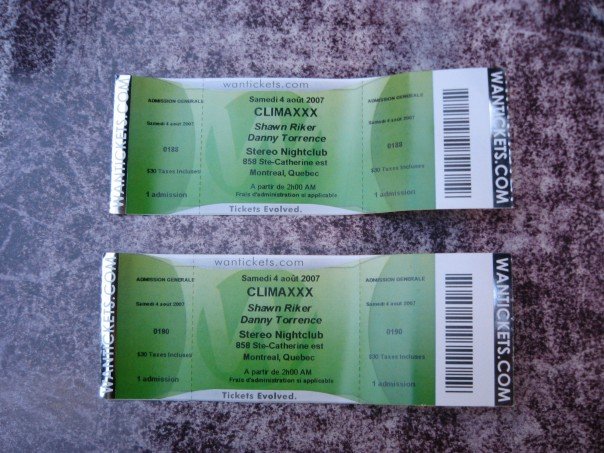 wantickets.com
WANTICKETS.COM
ADMISSION GENERALE
Samedi 4 août 2007
0188
$30 Taxes Incluses
1 admission
Samedi 4 août 2007
CLIMAXXX
Shawn Riker
Danny Torrence
Stereo Nightclub
858 Ste-Catherine est
Montreal, Quebec
A partir de 2h00 AM
Frais d'administration si applicable
Tickets Evolved.
ADMISSION GENERALE
Samedi 4 août 2007
0188
$30 Taxes Incluses
1 admission
WANTICKETS.COM
wantickets.com
WANTICKETS.COM
ADMISSION GENERALE
Samedi 4 août 2007
0190
$30 Taxes Incluses
1 admission
Samedi 4 août 2007
CLIMAXXX
Shawn Riker
Danny Torrence
Stereo Nightclub
858 Ste-Catherine est
Montreal, Quebec
A partir de 2h00 AM
Frais d'administration si applicable
Tickets Evolved.
ADMISSION GENERALE
Samedi 4 août 2007
0190
$30 Taxes Incluses
1 admission
WANTICKETS.COM